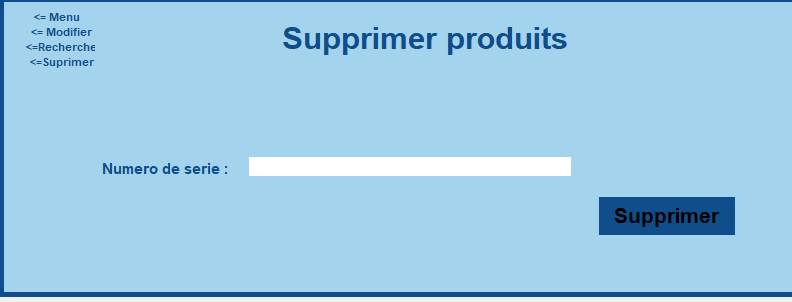 <= Menu
<= Modifier
<=Recherche
<=Suprimer
Supprimer produits
Numero de serie :
Supprimer